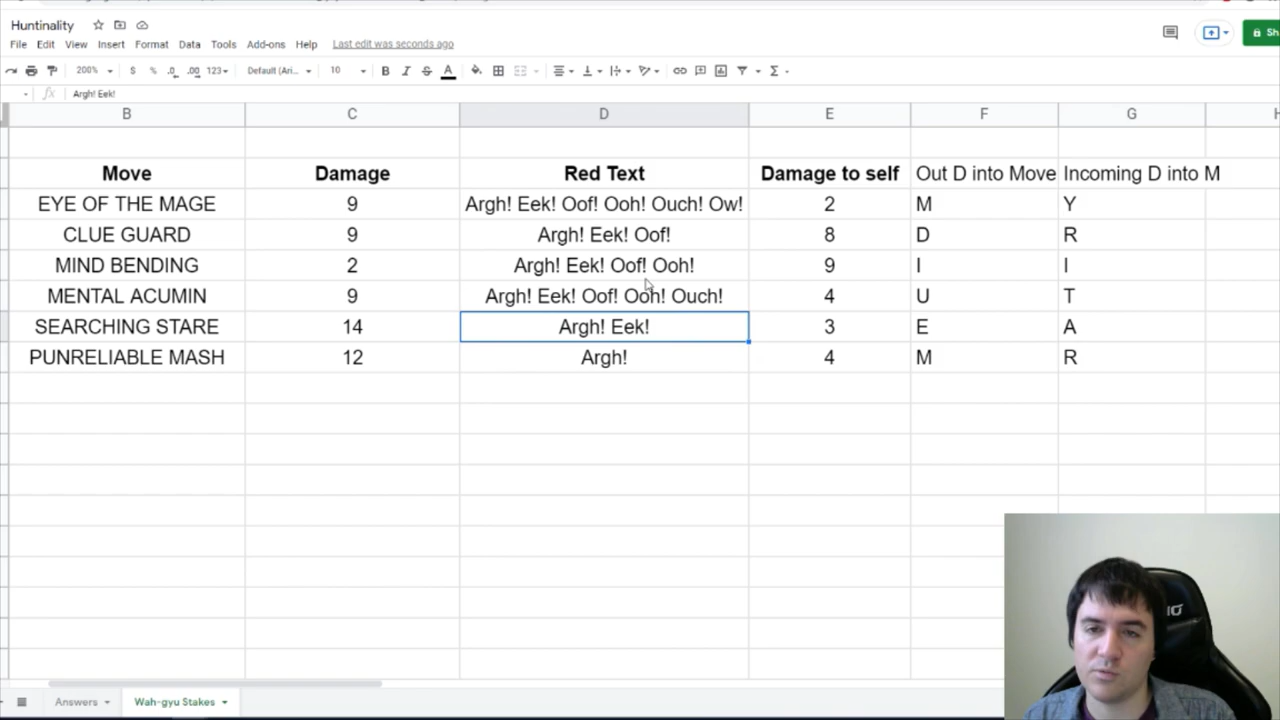 Huntinality
File Edit View Insert Format Data Tools Add-ons Help Last edit was seconds ago
200% $ % .0 .00 123 Default (Ari... 10 B I S A
fx Argh! Eek!
B C D E F G H
Move Damage Red Text Damage to self Out D into Move Incoming D into M
EYE OF THE MAGE 9 Argh! Eek! Oof! Ooh! Ouch! Ow! 2 M Y
CLUE GUARD 9 Argh! Eek! Oof! 8 D R
MIND BENDING 2 Argh! Eek! Oof! Ooh! 9 I I
MENTAL ACUMIN 9 Argh! Eek! Oof! Ooh! Ouch! 4 U T
SEARCHING STARE 14 Argh! Eek! 3 E A
PUNRELIABLE MASH 12 Argh! 4 M R
Answers Wah-gyu Stakes